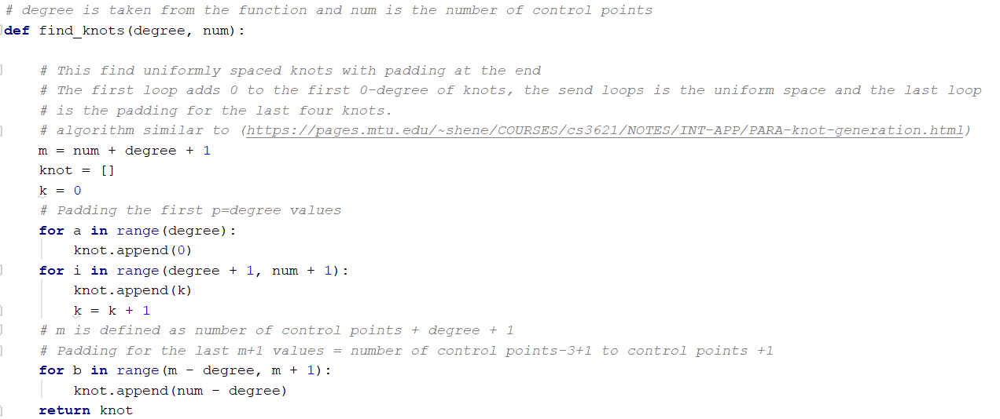 # degree is taken from the function and num is the number of control points
def find_knots(degree, num):
# This find uniformly spaced knots with padding at the end
# The first loop adds 0 to the first 0-degree of knots, the send loops is the uniform space and the last loop
# is the padding for the last four knots.
# algorithm similar to (https://pages.mtu.edu/~shene/COURSES/cs3621/NOTES/INT-APP/PARA-knot-generation.html)
m = num + degree + 1
knot = []
k = 0
# Padding the first p=degree values
for a in range(degree):
knot.append(0)
for i in range(degree + 1, num + 1):
knot.append(k)
k = k + 1
# m is defined as number of control points + degree + 1
# Padding for the last m+1 values = number of control points-3+1 to control points +1
for b in range(m - degree, m + 1):
knot.append(num - degree)
return knot